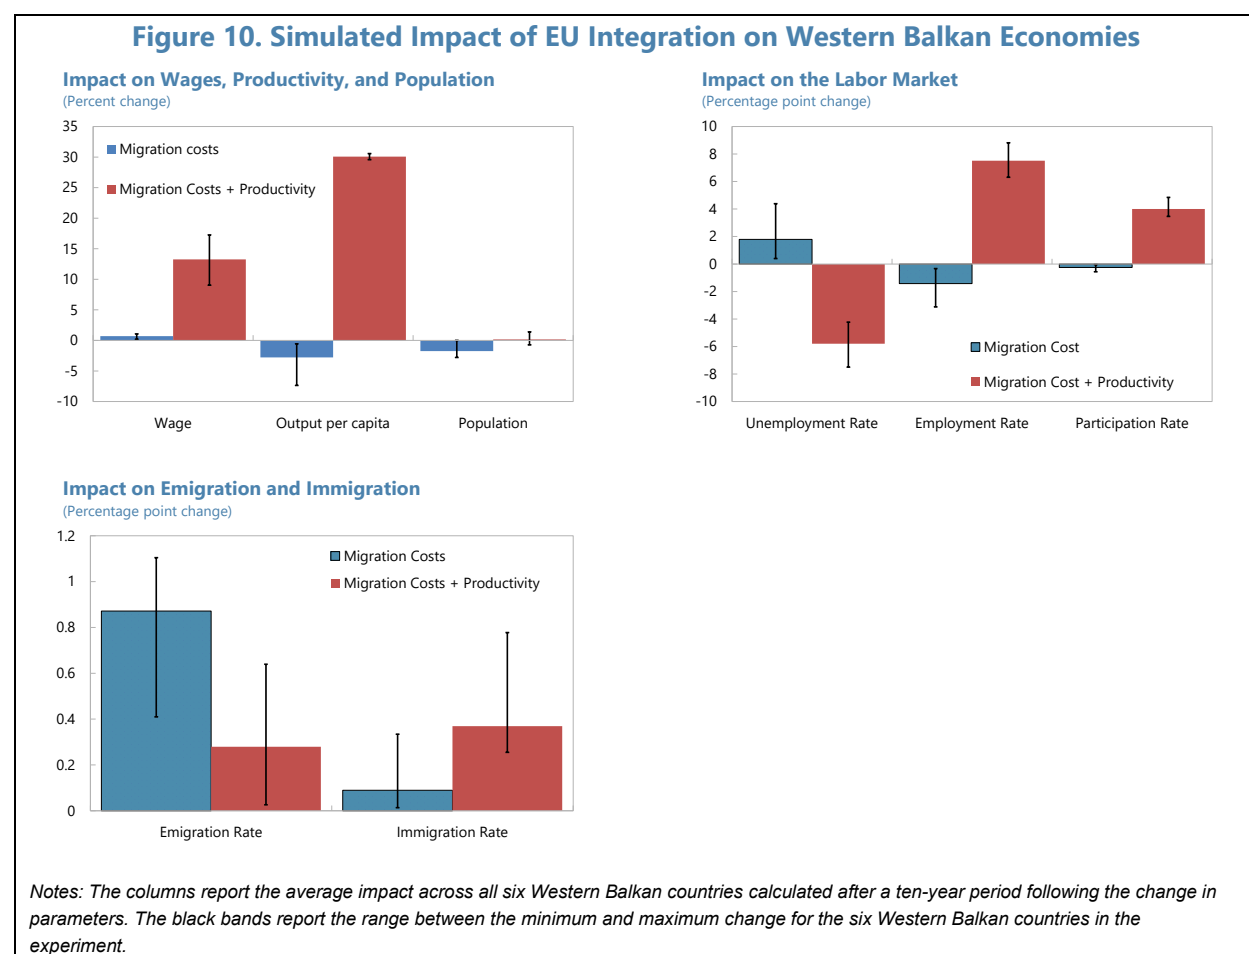 Figure 10. Simulated Impact of EU Integration on Western Balkan Economies
Impact on Wages, Productivity, and Population
(Percent change)
35
30
25
20
15
10
5
0
-5
-10
Migration costs
Migration Costs + Productivity
Wage
Output per capita
Population
Impact on the Labor Market
(Percentage point change)
10
8
6
4
2
0
-2
-4
-6
-8
-10
Migration Cost
Migration Cost + Productivity
Unemployment Rate
Employment Rate
Participation Rate
Impact on Emigration and Immigration
(Percentage point change)
1.2
1
0.8
0.6
0.4
0.2
0
Migration Costs
Migration Costs + Productivity
Emigration Rate
Immigration Rate
Notes: The columns report the average impact across all six Western Balkan countries calculated after a ten-year period following the change in
parameters. The black bands report the range between the minimum and maximum change for the six Western Balkan countries in the
experiment.